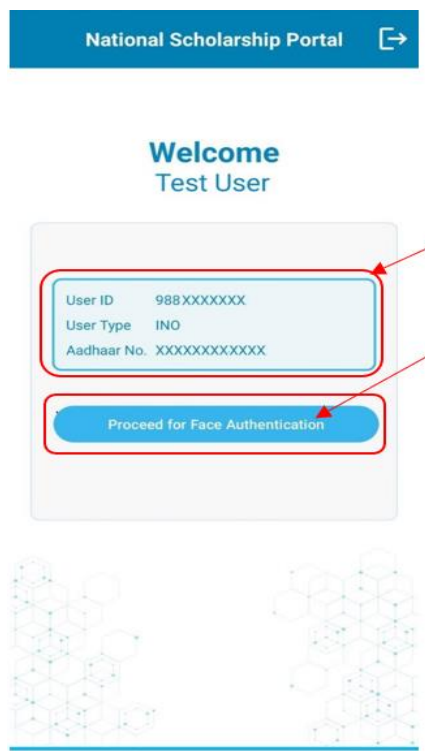 National Scholarship Portal
Welcome
Test User
User ID 988XXXXXXX
User Type INO
Aadhaar No. XXXXXXXXXXXX
Proceed for Face Authentication